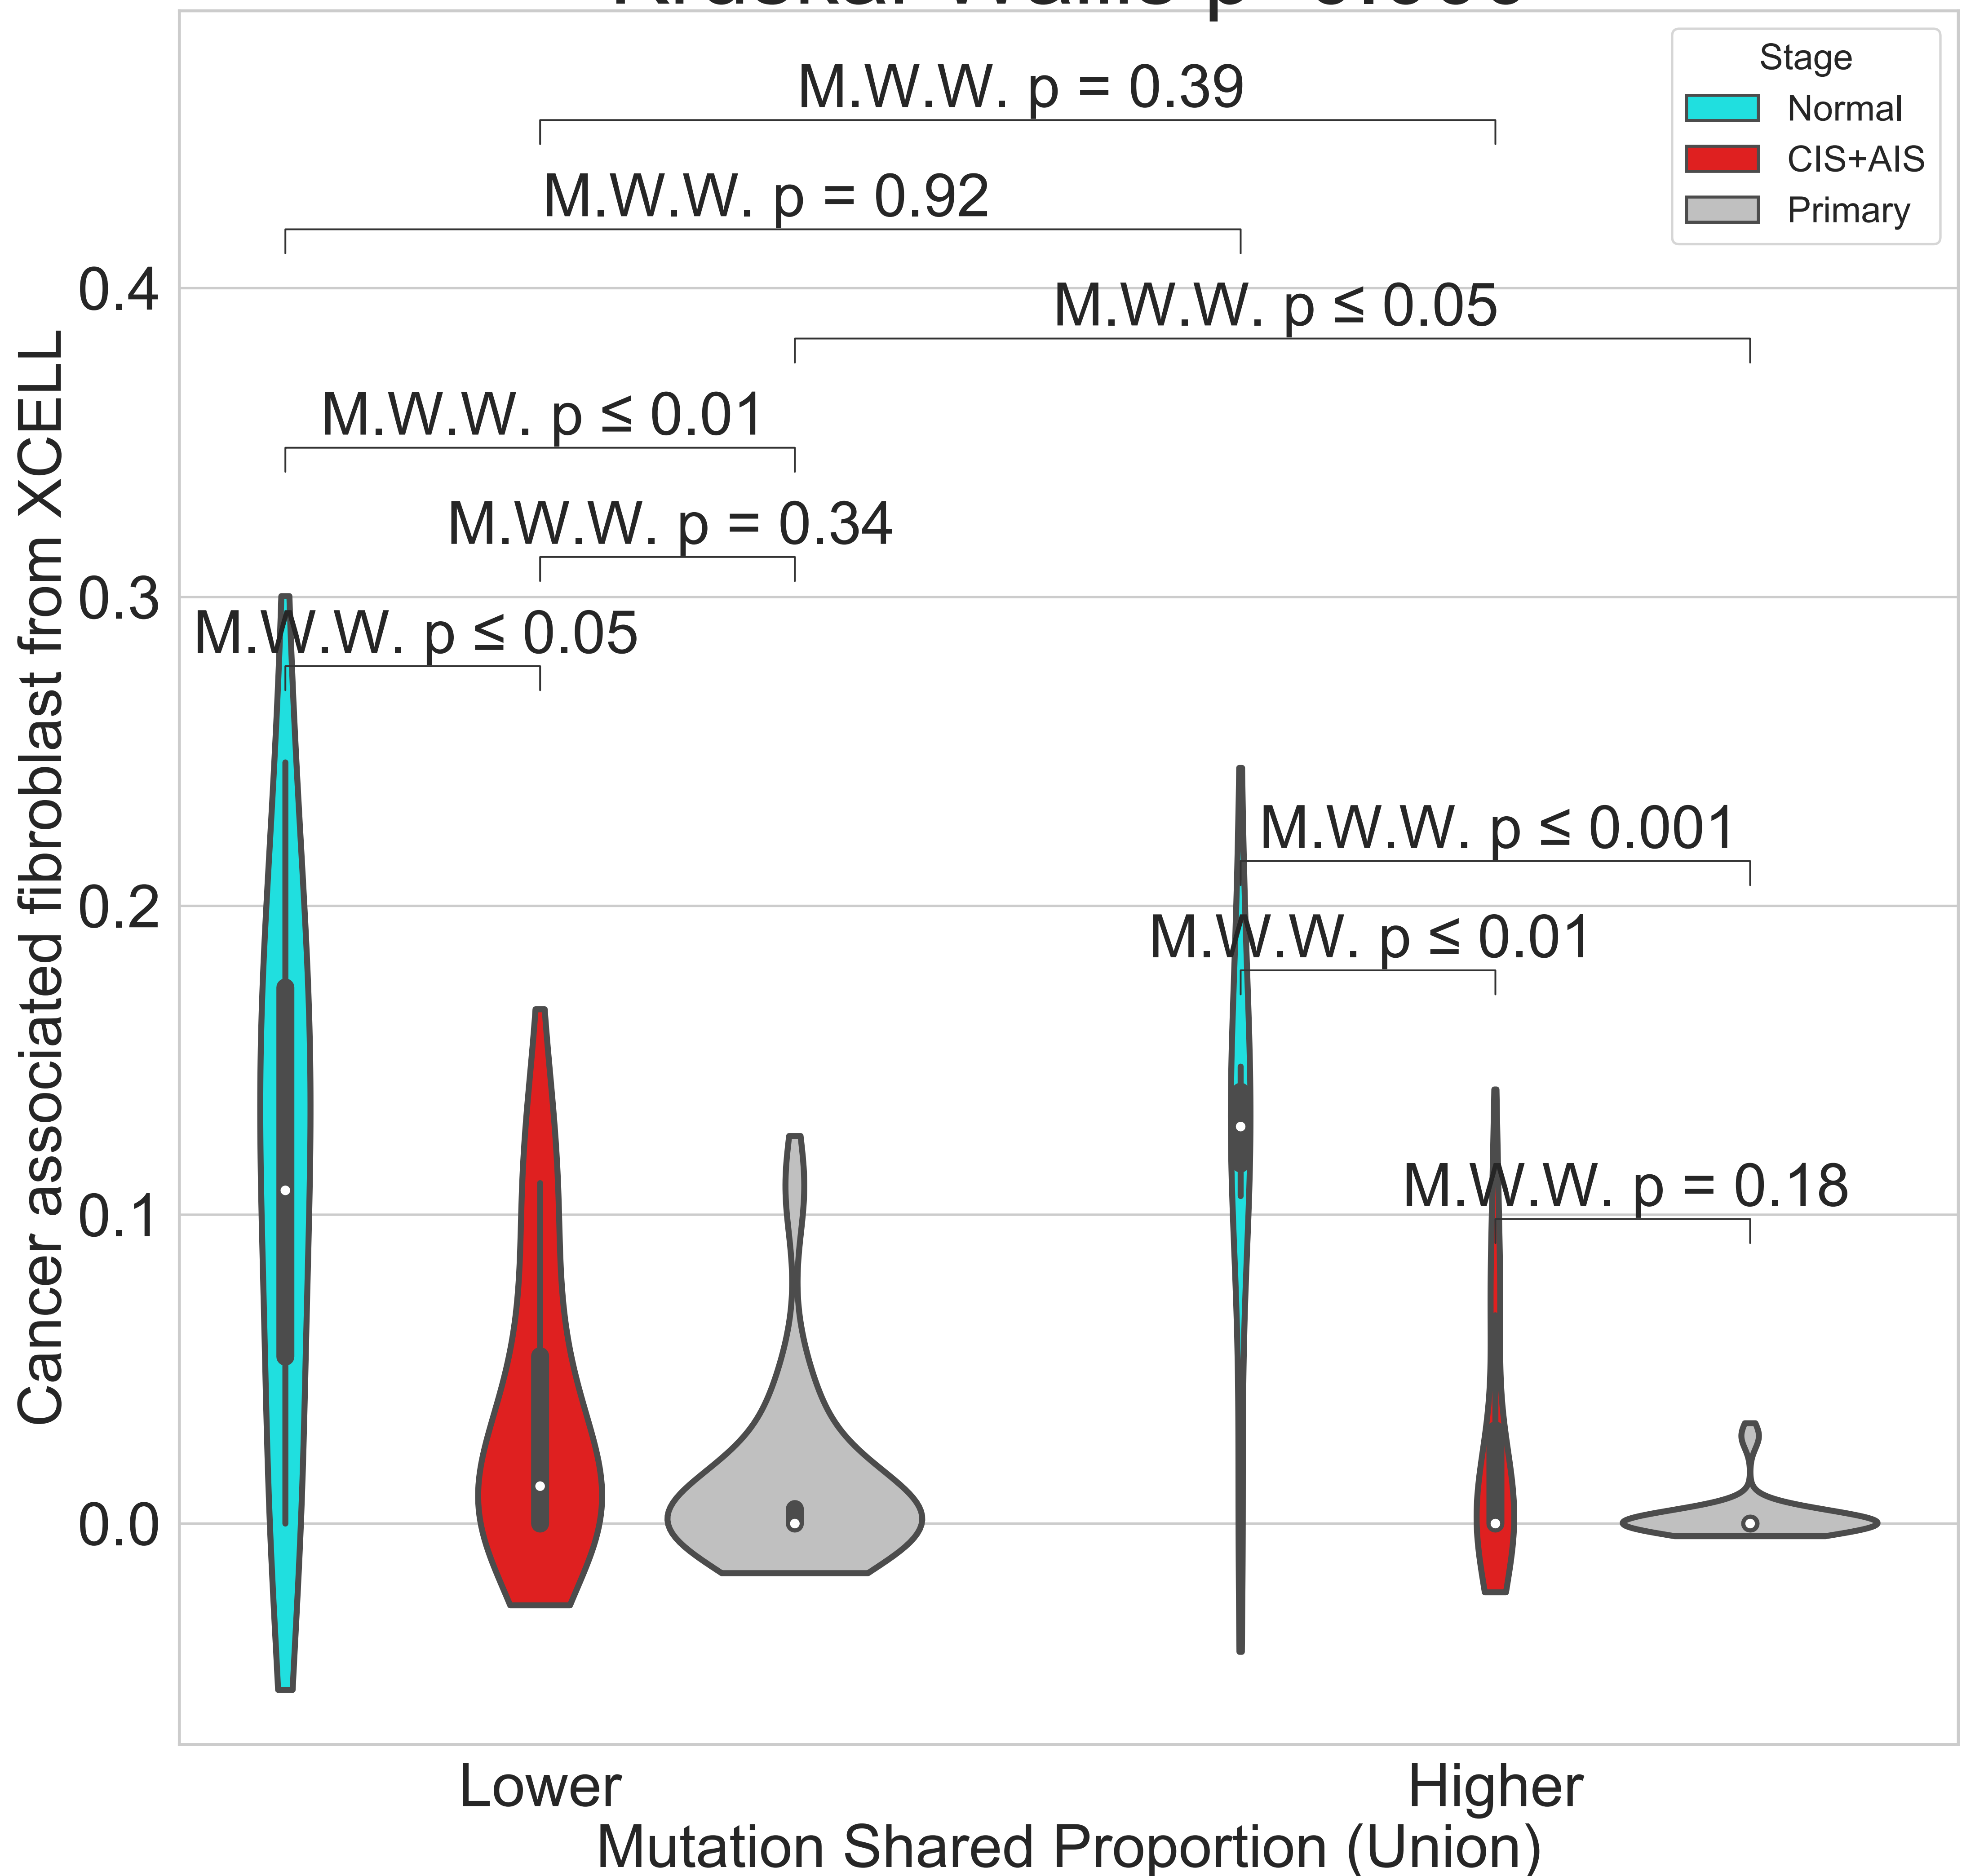 Stage
Normal
CIS+AIS
Primary
M.W.W. p = 0.39
M.W.W. p = 0.92
M.W.W. p ≤ 0.05
M.W.W. p ≤ 0.01
M.W.W. p = 0.34
M.W.W. p ≤ 0.05
M.W.W. p ≤ 0.001
M.W.W. p ≤ 0.01
M.W.W. p = 0.18
0.4
0.3
0.2
0.1
0.0
Cancer associated fibroblast from XCELL
Lower
Higher
Mutation Shared Proportion (Union)